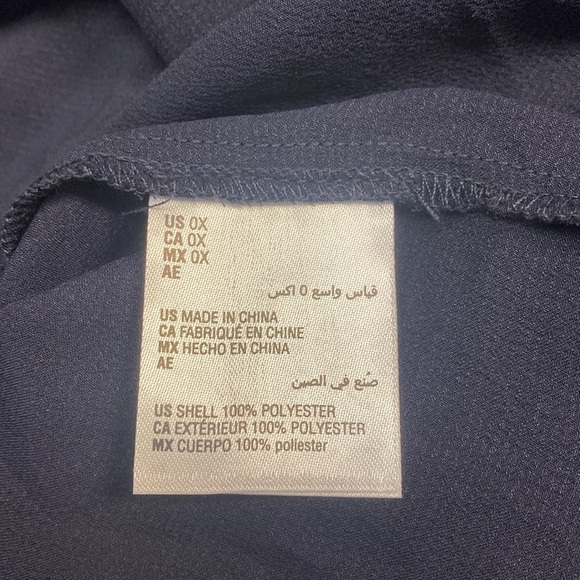 US 0X
CA 0X
MX 0X
AE
قياس واسع 0 اكس
US MADE IN CHINA
CA FABRIQUÉ EN CHINE
MX HECHO EN CHINA
AE
صُنع في الصين
US SHELL 100% POLYESTER
CA EXTÉRIEUR 100% POLYESTER
MX CUERPO 100% poliester